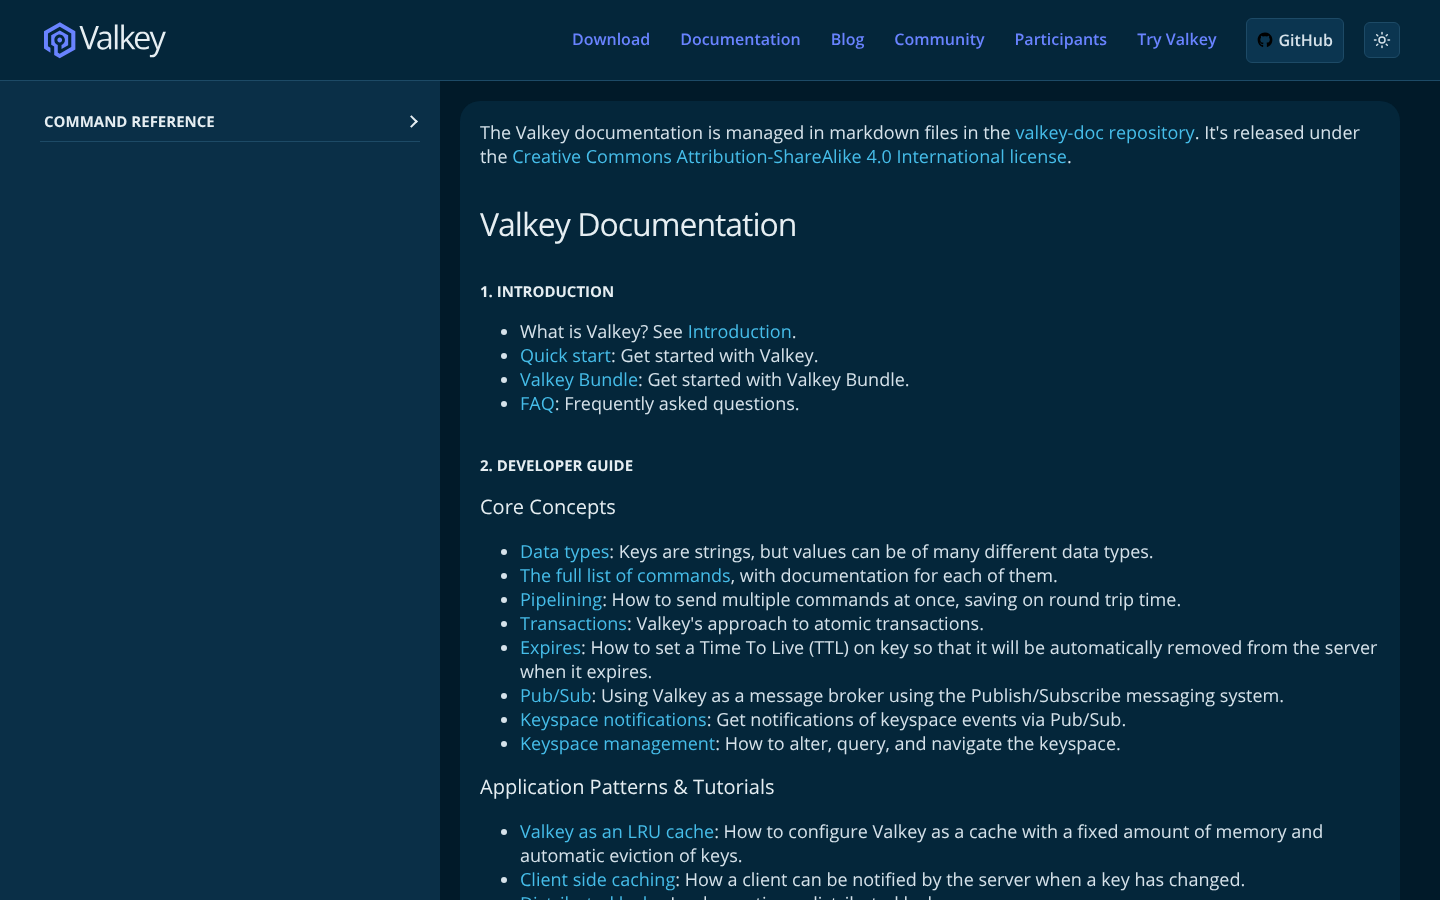 Valkey
Download
Documentation
Blog
Community
Participants
Try Valkey
GitHub
COMMAND REFERENCE
The Valkey documentation is managed in markdown files in the valkey-doc repository. It's released under
the Creative Commons Attribution-ShareAlike 4.0 International license.
Valkey Documentation
1. INTRODUCTION
• What is Valkey? See Introduction.
• Quick start: Get started with Valkey.
• Valkey Bundle: Get started with Valkey Bundle.
• FAQ: Frequently asked questions.
2. DEVELOPER GUIDE
Core Concepts
• Data types: Keys are strings, but values can be of many different data types.
• The full list of commands, with documentation for each of them.
• Pipelining: How to send multiple commands at once, saving on round trip time.
• Transactions: Valkey's approach to atomic transactions.
• Expires: How to set a Time To Live (TTL) on key so that it will be automatically removed from the server
when it expires.
• Pub/Sub: Using Valkey as a message broker using the Publish/Subscribe messaging system.
• Keyspace notifications: Get notifications of keyspace events via Pub/Sub.
• Keyspace management: How to alter, query, and navigate the keyspace.
Application Patterns & Tutorials
• Valkey as an LRU cache: How to configure Valkey as a cache with a fixed amount of memory and
automatic eviction of keys.
• Client side caching: How a client can be notified by the server when a key has changed.